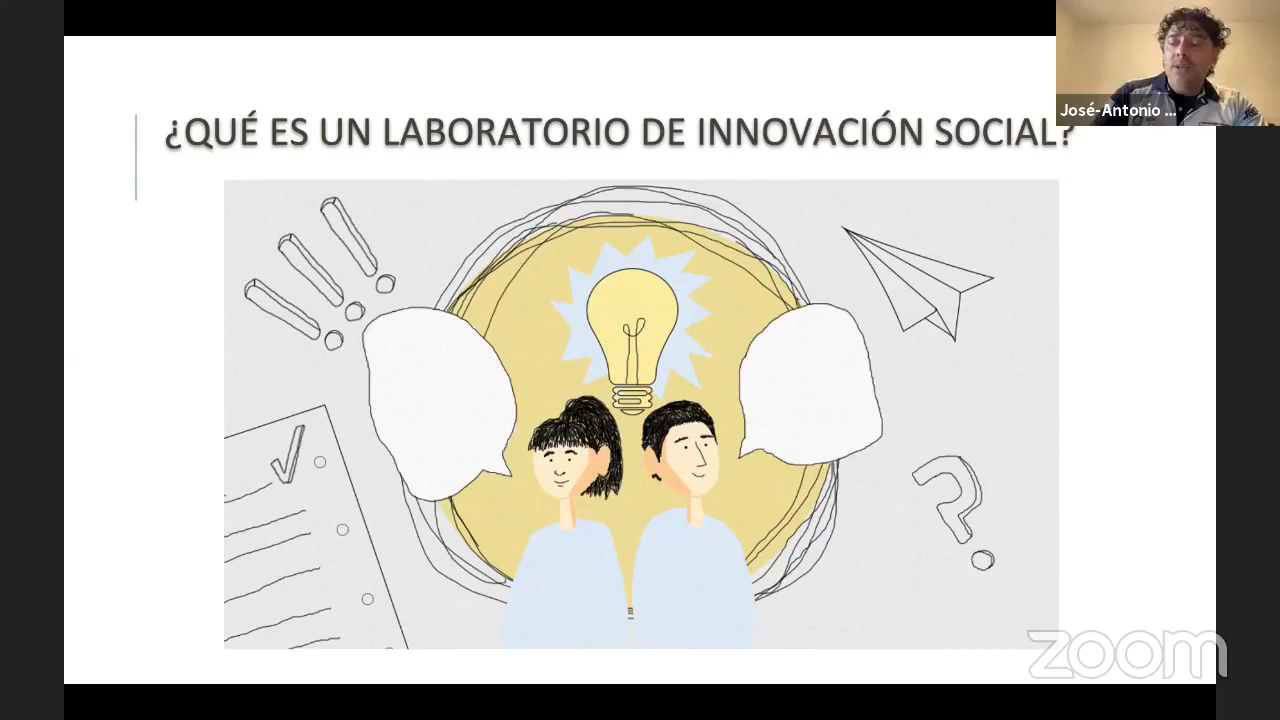 ¿QUÉ ES UN LABORATORIO DE INNOVACIÓN SOCIAL?
José-Antonio ...
zoom